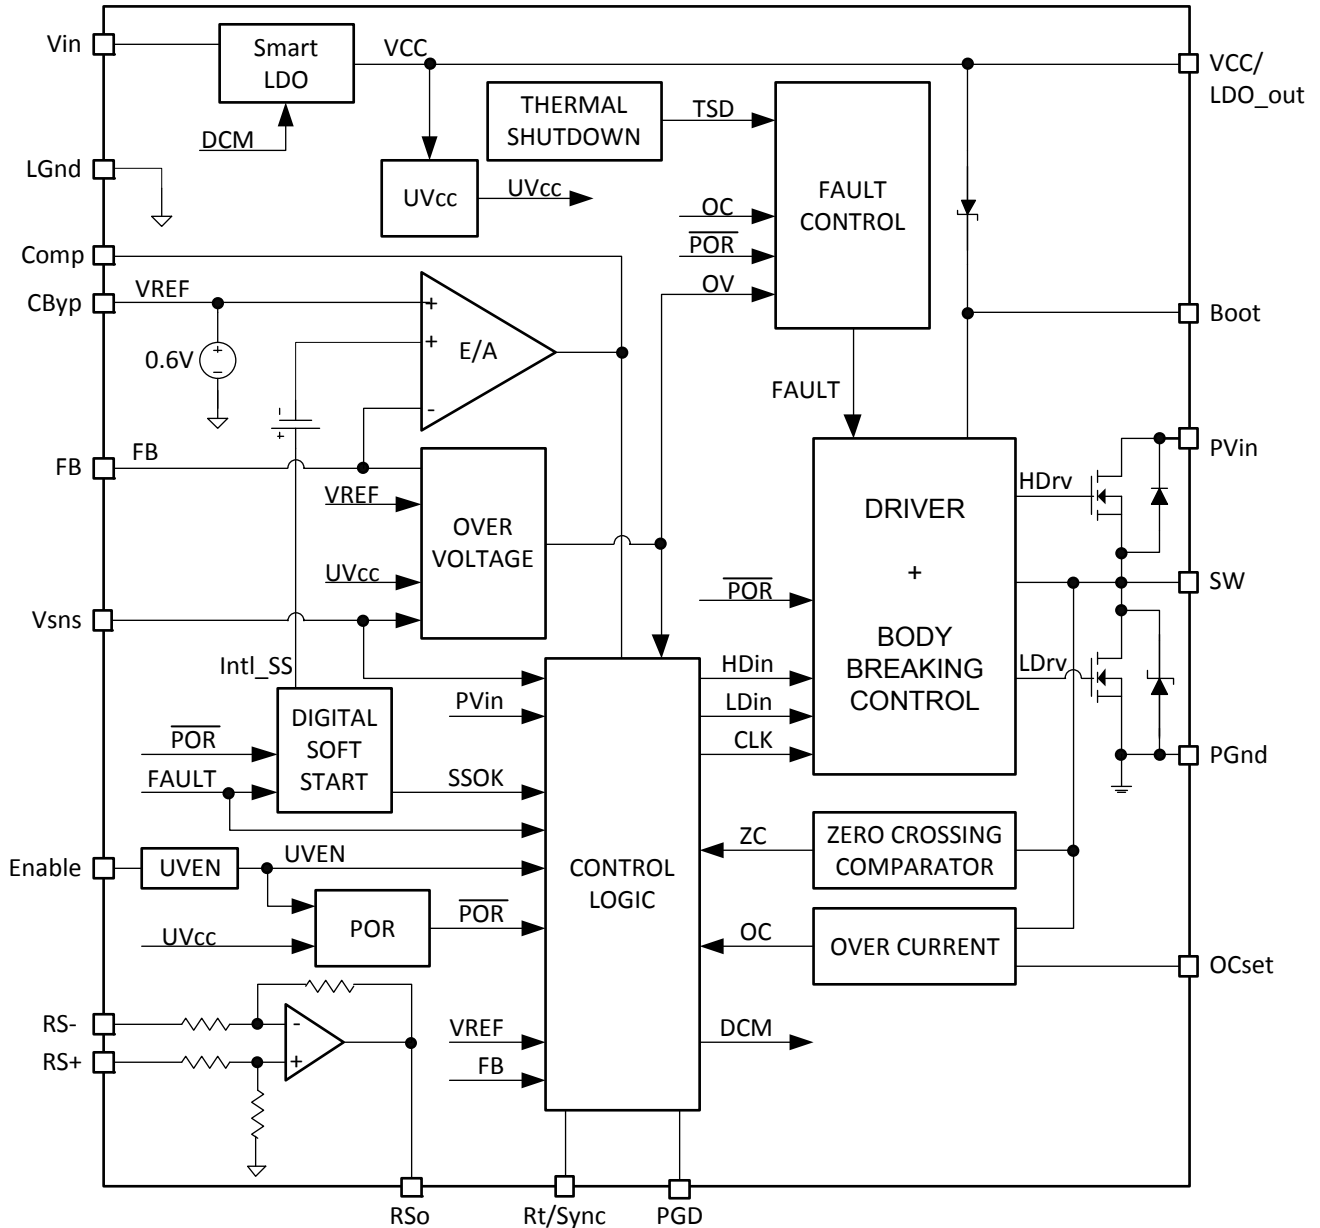 Vin
Smart
LDO
VCC
VCC/
LDO_out
DCM
THERMAL
SHUTDOWN
TSD
FAULT
CONTROL
LGnd
UVcc
UVcc
OC
POR
OV
Comp
CByp
VREF
0.6V
+
-
+
+
-
E/A
-
+
Boot
FAULT
FB
FB
VREF
UVcc
OVER
VOLTAGE
Vsns
PVin
HDrv
DRIVER
+
BODY
BREAKING
CONTROL
POR
SW
LDrv
PGnd
Intl_SS
DIGITAL
SOFT
START
POR
FAULT
PVin
SSOK
HDin
LDin
CLK
CONTROL
LOGIC
ZC
ZERO CROSSING
COMPARATOR
Enable
UVEN
UVEN
POR
UVcc
POR
OC
OVER CURRENT
OCset
RS-
RS+
-
+
VREF
FB
DCM
RSo
Rt/Sync
PGD